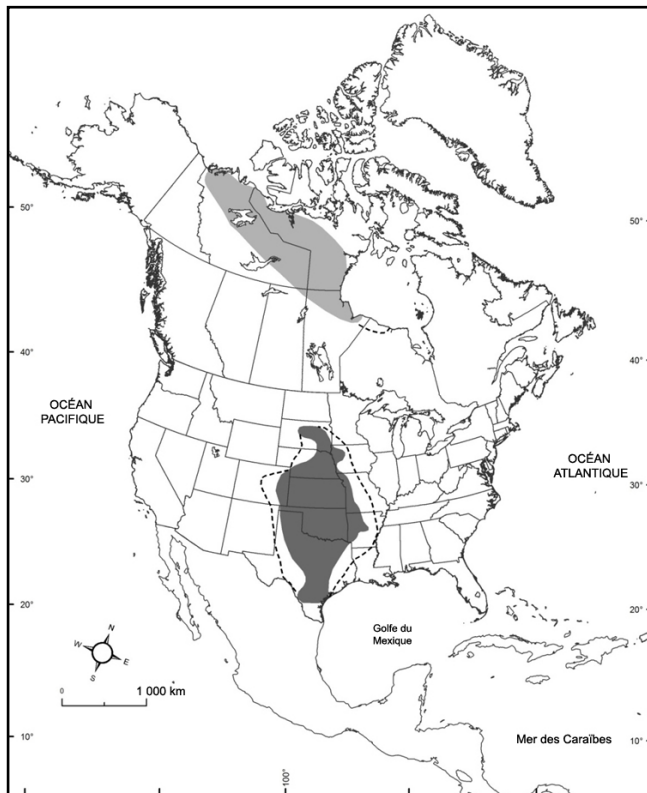 50°
50°
40°
40°
OCÉAN
PACIFIQUE
OCÉAN
ATLANTIQUE
30°
30°
20°
20°
Golfe du
Mexique
N
W
E
S
0
1 000 km
10°
10°
Mer des Caraïbes
100°